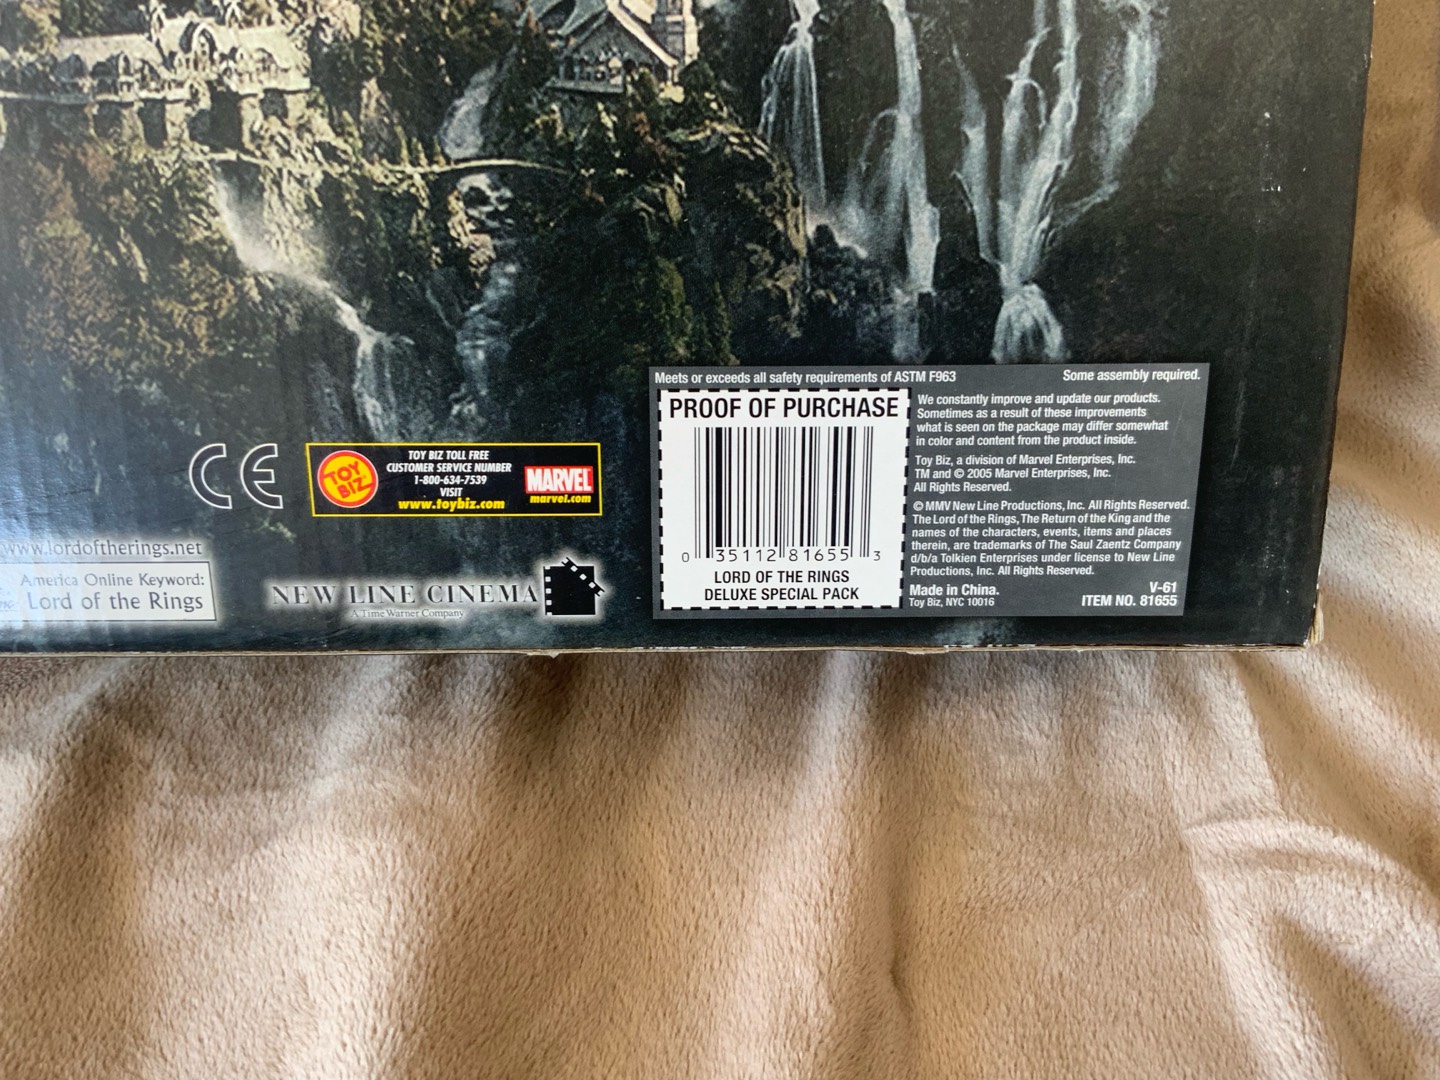 Meets or exceeds all safety requirements of ASTM F963
Some assembly required.
PROOF OF PURCHASE
0 35112 81655 3
LORD OF THE RINGS
DELUXE SPECIAL PACK
We constantly improve and update our products.
Sometimes as a result of these improvements
what is seen on the package may differ somewhat
in color and content from the product inside.
Toy Biz, a division of Marvel Enterprises, Inc.
TM and © 2005 Marvel Enterprises, Inc.
All Rights Reserved.
© MMV New Line Productions, Inc. All Rights Reserved.
The Lord of the Rings, The Return of the King and the
names of the characters, events, items and places
therein, are trademarks of The Saul Zaentz Company
d/b/a Tolkien Enterprises under license to New Line
Productions, Inc. All Rights Reserved.
Made in China.
Toy Biz, NYC 10016
V-61
ITEM NO. 81655
CE
TOY BIZ
TOY BIZ TOLL FREE
CUSTOMER SERVICE NUMBER
1-800-634-7539
VISIT
www.toybiz.com
MARVEL
marvel.com
www.lordoftherings.net
America Online Keyword:
Lord of the Rings
NEW LINE CINEMA
A Time Warner Company